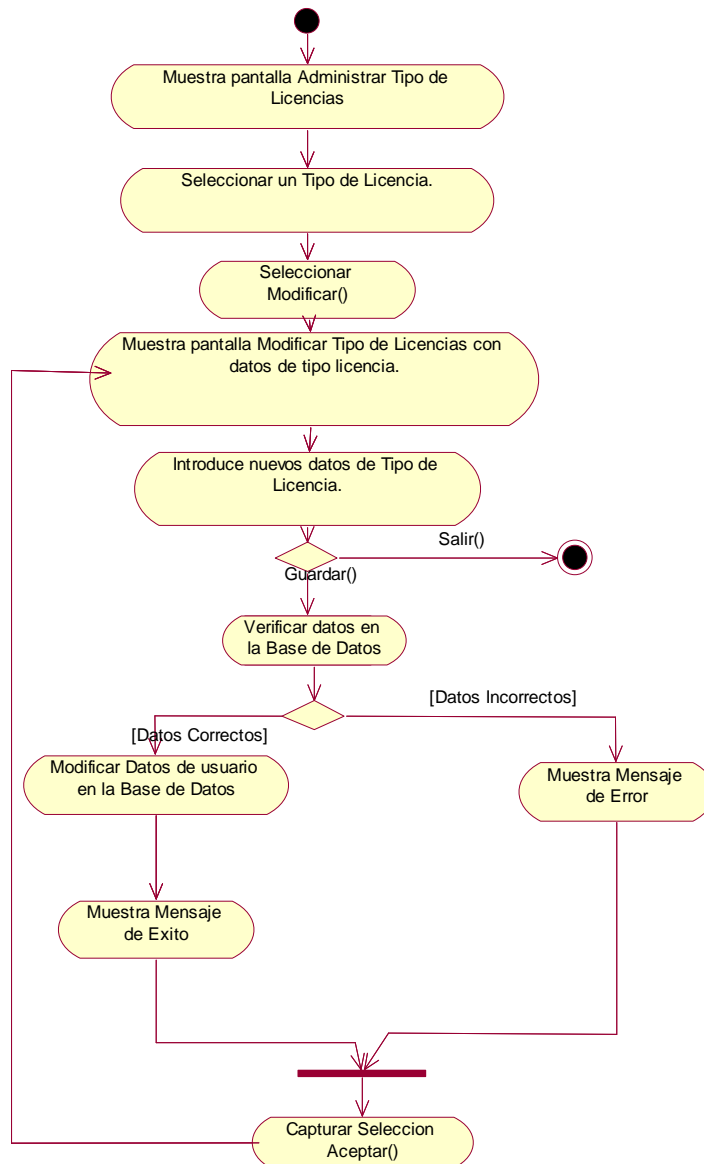 Muestra pantalla Administrar Tipo de
Licencias
Seleccionar un Tipo de Licencia.
Seleccionar
Modificar()
Muestra pantalla Modificar Tipo de Licencias con
datos de tipo licencia.
Introduce nuevos datos de Tipo de
Licencia.
Salir()
Guardar()
Verificar datos en
la Base de Datos
[Datos Incorrectos]
[Datos Correctos]
Modificar Datos de usuario
en la Base de Datos
Muestra Mensaje
de Error
Muestra Mensaje
de Exito
Capturar Seleccion
Aceptar()